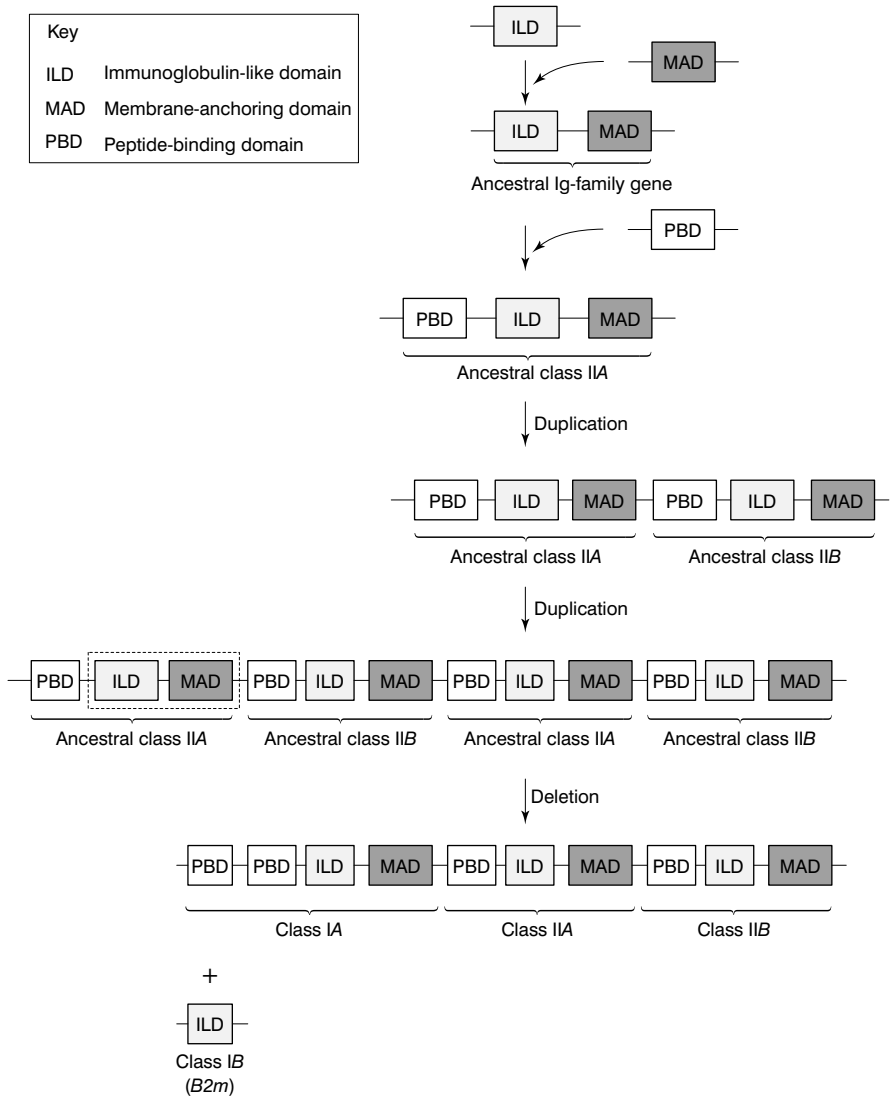 Key
ILD Immunoglobulin-like domain
MAD Membrane-anchoring domain
PBD Peptide-binding domain
ILD
MAD
ILD MAD
Ancestral Ig-family gene
PBD
PBD ILD MAD
Ancestral class IIA
Duplication
PBD ILD MAD PBD ILD MAD
Ancestral class IIA Ancestral class IIB
Duplication
PBD ILD MAD PBD ILD MAD PBD ILD MAD PBD ILD MAD
Ancestral class IIA Ancestral class IIB Ancestral class IIA Ancestral class IIB
Deletion
PBD PBD ILD MAD PBD ILD MAD PBD ILD MAD
Class IA Class IIA Class IIB
+
ILD
Class IB
(B2m)